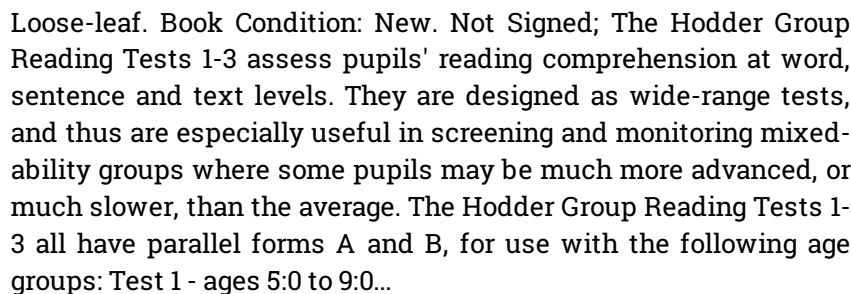 Loose-leaf. Book Condition: New. Not Signed; The Hodder Group
Reading Tests 1-3 assess pupils' reading comprehension at word,
sentence and text levels. They are designed as wide-range tests,
and thus are especially useful in screening and monitoring mixed-
ability groups where some pupils may be much more advanced, or
much slower, than the average. The Hodder Group Reading Tests 1-
3 all have parallel forms A and B, for use with the following age
groups: Test 1 - ages 5:0 to 9:0...